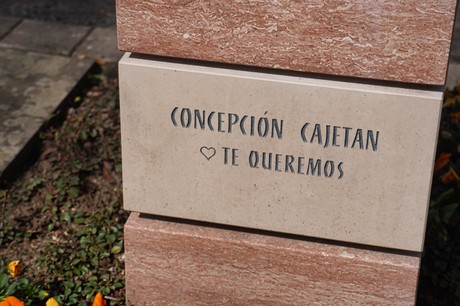 CONCEPCIÓN CAJETAN
♡ TE QUEREMOS